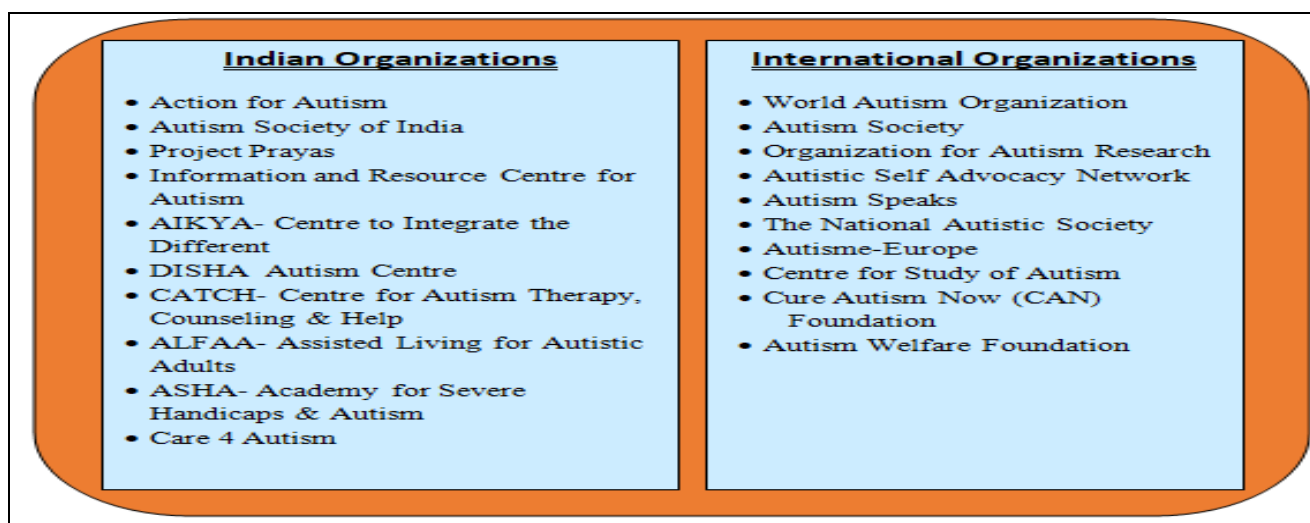 Indian Organizations
• Action for Autism
• Autism Society of India
• Project Prayas
• Information and Resource Centre for
Autism
• AIKYA- Centre to Integrate the
Different
• DISHA Autism Centre
• CATCH- Centre for Autism Therapy,
Counseling & Help
• ALFAA- Assisted Living for Autistic
Adults
• ASHA- Academy for Severe
Handicaps & Autism
• Care 4 Autism
International Organizations
• World Autism Organization
• Autism Society
• Organization for Autism Research
• Autistic Self Advocacy Network
• Autism Speaks
• The National Autistic Society
• Autisme-Europe
• Centre for Study of Autism
• Cure Autism Now (CAN)
Foundation
• Autism Welfare Foundation